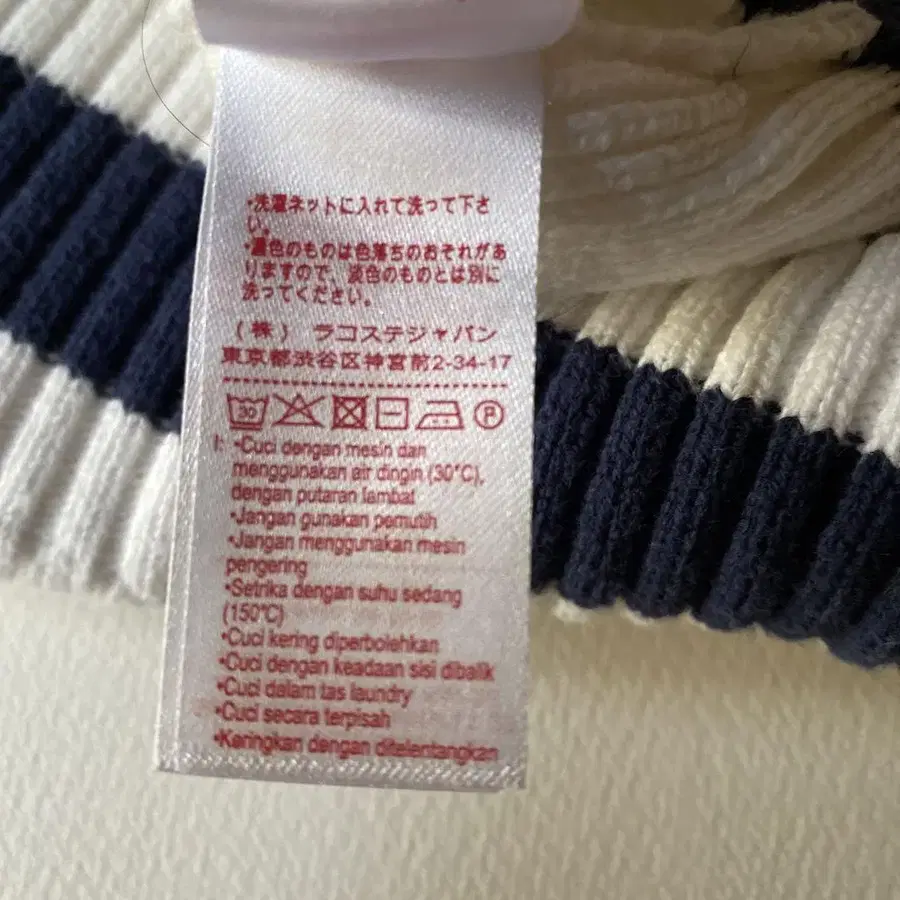 ・洗濯ネットに入れて洗って下さ
い。
・濃色のものは色落ちのおそれがあ
りますので、淡色のものとは別に
洗ってください。
(株) ラコステジャパン
東京都渋谷区神宮前2-34-17
30
P
I: •Cuci dengan mesin dan
menggunakan air dingin (30°C),
dengan putaran lambat
•Jangan gunakan pemutih
•Jangan menggunakan mesin
pengering
•Setrika dengan suhu sedang
(150°C)
•Cuci kering diperbolehkan
•Cuci dengan keadaan sisi dibalik
•Cuci dalam tas laundry
•Cuci secara terpisah
•Keringkan dengan ditelentangkan